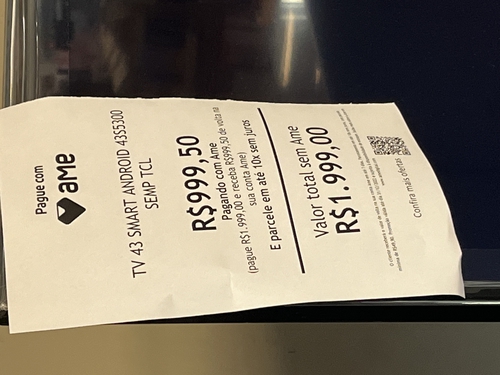 Pague com
ame
TV 43 SMART ANDROID 43S5300
SEMP TCL
R$999,50
Pagando com Ame
(pague R$1.999,00 e receba R$999,50 de volta na
sua conta Ame)
E parcele em até 10x sem juros
Valor total sem Ame
R$1.999,00
Confira mais ofertas